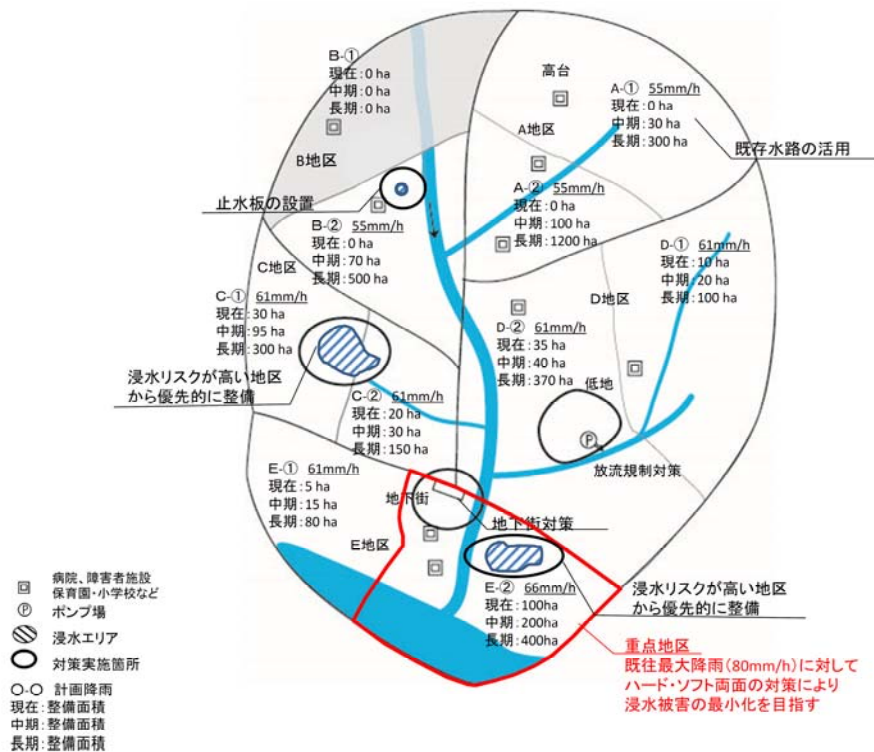 B-①
現在:0 ha
中期:0 ha
長期:0 ha
B地区
高台
A地区
A-① 55mm/h
現在:0 ha
中期:30 ha
長期:300 ha
既存水路の活用
止水板の設置
B-② 55mm/h
現在:0 ha
中期:70 ha
長期:500 ha
A-② 55mm/h
現在:0 ha
中期:100 ha
長期:1200 ha
C地区
C-① 61mm/h
現在:30 ha
中期:95 ha
長期:300 ha
D-① 61mm/h
現在:10 ha
中期:20 ha
長期:100 ha
D地区
D-② 61mm/h
現在:35 ha
中期:40 ha
長期:370 ha
低地
浸水リスクが高い地区
から優先的に整備
C-② 61mm/h
現在:20 ha
中期:30 ha
長期:150 ha
P
放流規制対策
E-① 61mm/h
現在:5 ha
中期:15 ha
長期:80 ha
地下街
地下街対策
E地区
E-② 66mm/h
現在:100ha
中期:200ha
長期:400ha
浸水リスクが高い地区
から優先的に整備
重点地区
既往最大降雨(80mm/h)に対して
ハード・ソフト両面の対策により
浸水被害の最小化を目指す
病院、障害者施設
保育園・小学校など
P ポンプ場
浸水エリア
対策実施箇所
○-○ 計画降雨
現在:整備面積
中期:整備面積
長期:整備面積